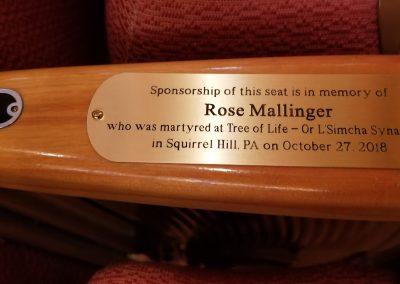 Sponsorship of this seat is in memory of
Rose Mallinger
who was martyred at Tree of Life – Or L'Simcha Syna
in Squirrel Hill, PA on October 27, 2018